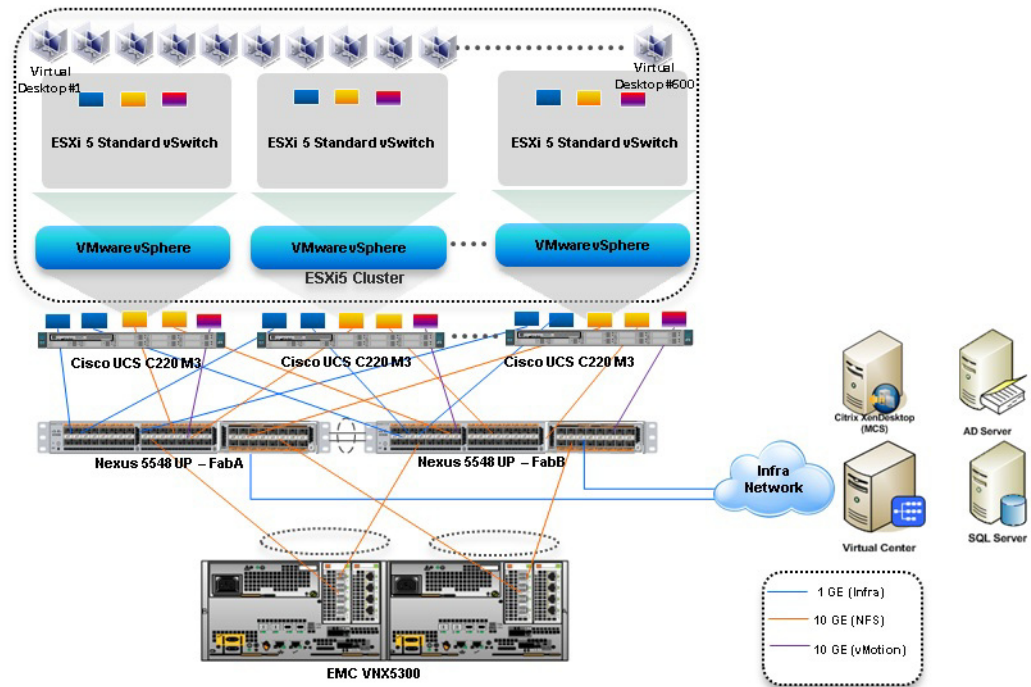 Virtual
Desktop #1
Virtual
Desktop #600
ESXi 5 Standard vSwitch
ESXi 5 Standard vSwitch
ESXi 5 Standard vSwitch
VMware vSphere
VMware vSphere
VMware vSphere
ESXi5 Cluster
Cisco UCS C220 M3
Cisco UCS C220 M3
Cisco UCS C220 M3
Nexus 5548 UP – FabA
Nexus 5548 UP – FabB
Infra
Network
Citrix XenDesktop
(MCS)
AD Server
Virtual Center
SQL Server
1 GE (Infra)
10 GE (NFS)
10 GE (vMotion)
EMC VNX5300